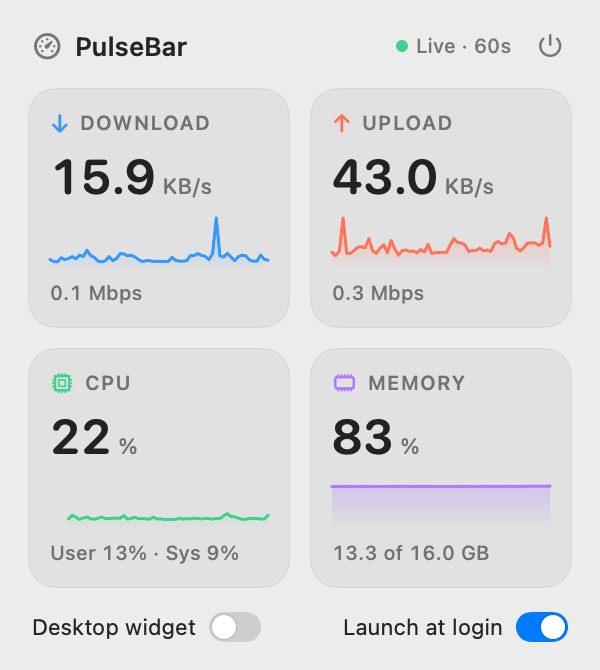 PulseBar
Live · 60s
DOWNLOAD
15.9 KB/s
0.1 Mbps
UPLOAD
43.0 KB/s
0.3 Mbps
CPU
22 %
User 13% · Sys 9%
MEMORY
83 %
13.3 of 16.0 GB
Desktop widget
Launch at login